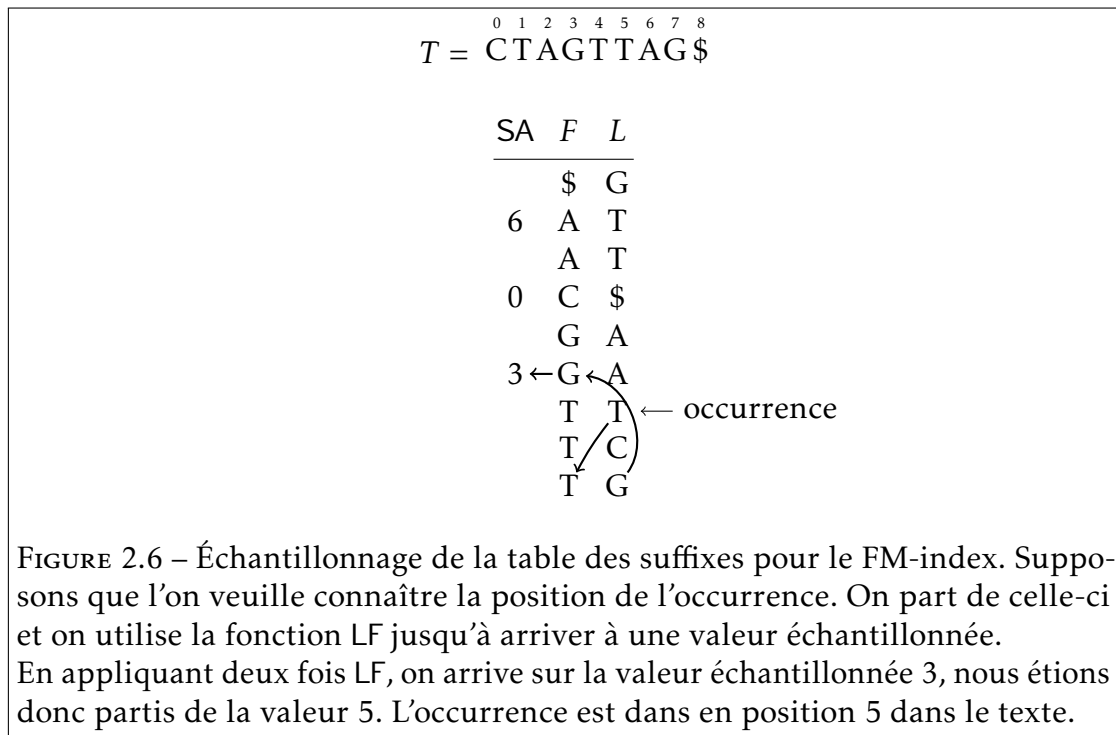 0 1 2 3 4 5 6 7 8
T = CTAGTTAG$
SA F L
$ G
6 A T
A T
0 C $
G A
3 ← G A
T T ← occurrence
T C
T G
FIGURE 2.6 – Échantillonnage de la table des suffixes pour le FM-index. Suppo-
sons que l'on veuille connaître la position de l'occurrence. On part de celle-ci
et on utilise la fonction LF jusqu'à arriver à une valeur échantillonnée.
En appliquant deux fois LF, on arrive sur la valeur échantillonnée 3, nous étions
donc partis de la valeur 5. L'occurrence est dans en position 5 dans le texte.